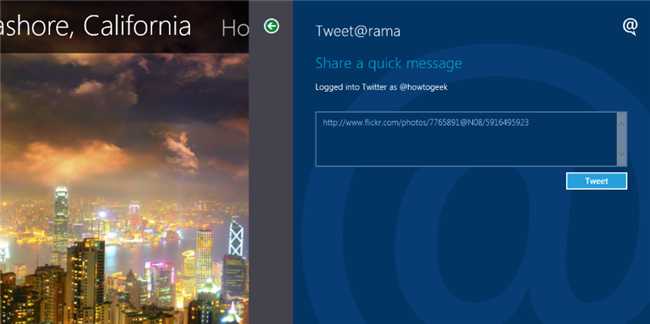 ashore, California
Ho
Tweet@rama
Share a quick message
Logged into Twitter as @howtogeek
http://www.flickr.com/photos/7765891@N08/5916495923
Tweet